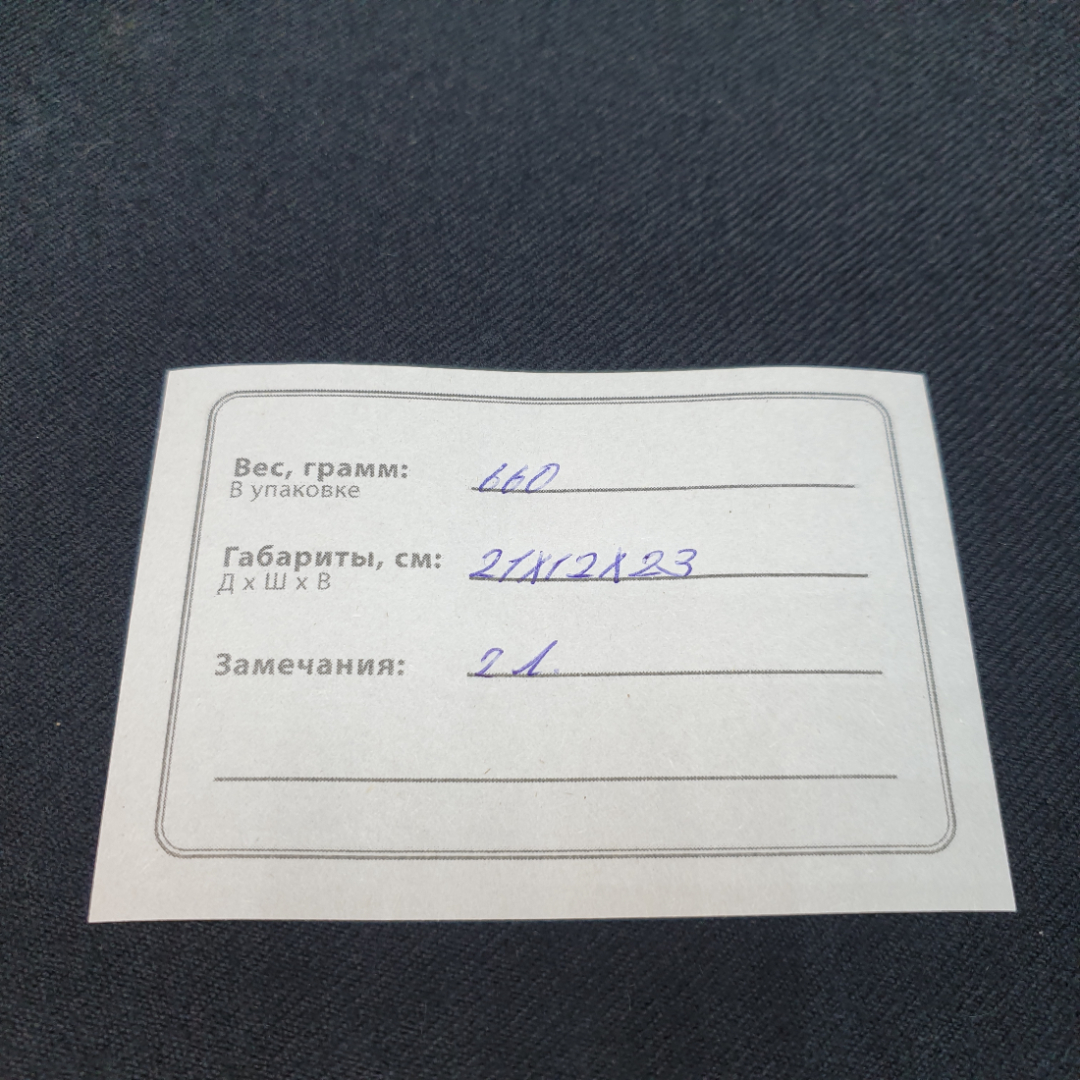 Вес, грамм: 660
В упаковке
Габариты, см: 21х12х23
Д х Ш х В
Замечания: 2 л.